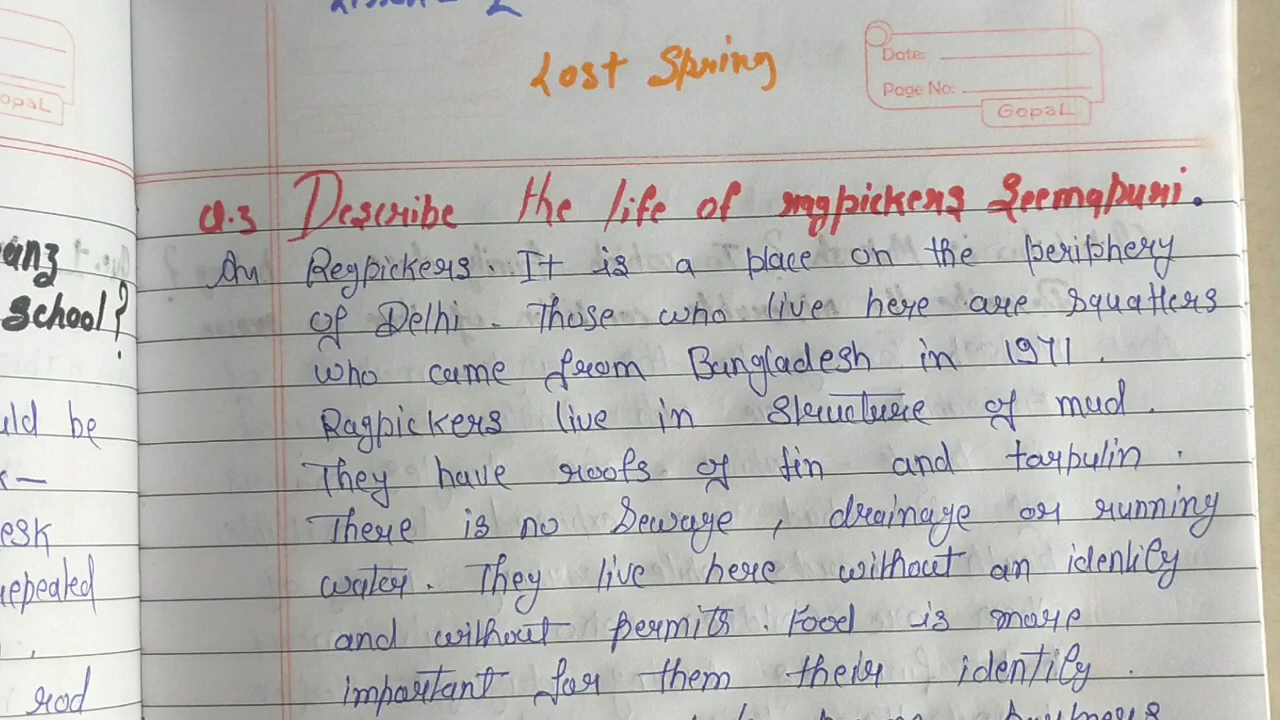 Lost Spring
Date:
Page No:
Gopal
opal
Q.3 Describe the life of ragpickers Seemapuri.
Ans Regpickers. It is a place on the periphery
of Delhi. Those who live here are squatters
who came from Bangladesh in 1971.
Ragpickers live in structure of mud.
They have roofs of tin and tarpulin.
There is no sewage, drainage or running
water. They live here without an identity
and without permits. Food is more
important for them their identity.
school?
uld be
esk
repeated
rod